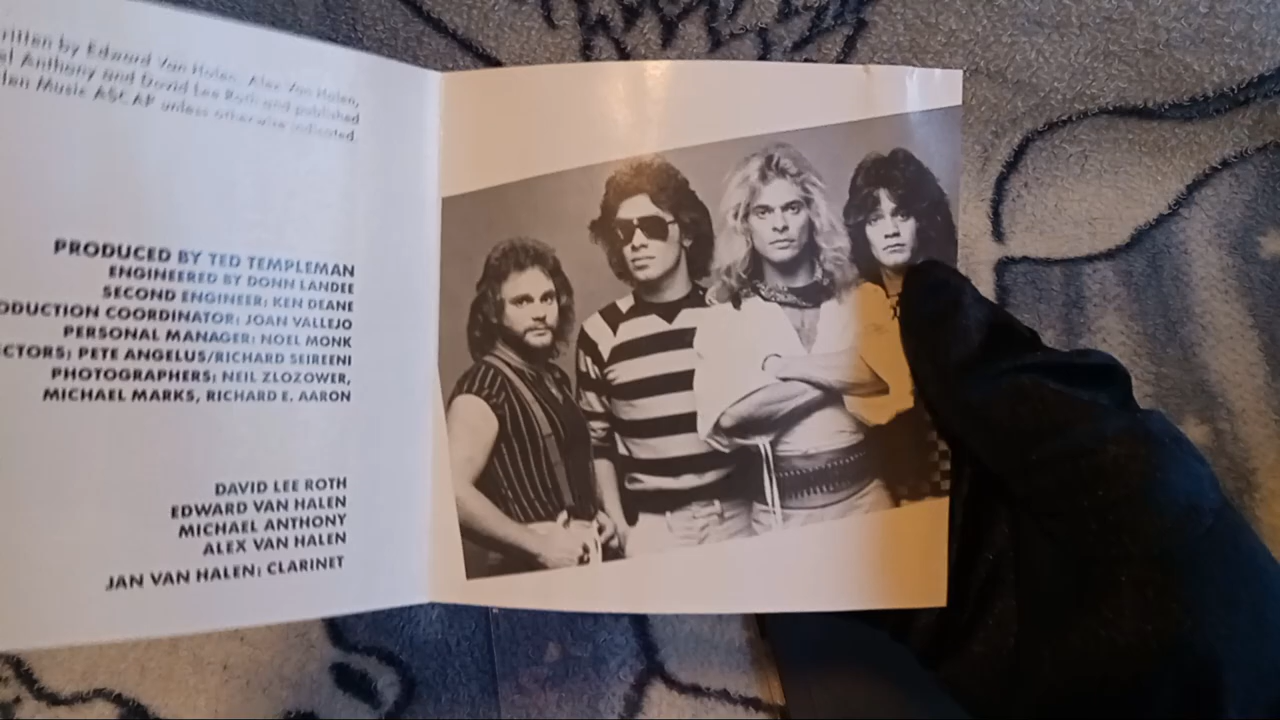 ritten by Edward Van Halen, Alex Van Halen,
el Anthony and David Lee Roth and published
len Music ASCAP unless otherwise indicated.
PRODUCED BY TED TEMPLEMAN
ENGINEERED BY DONN LANDEE
SECOND ENGINEER: KEN DEANE
ODUCTION COORDINATOR: JOAN VALLEJO
PERSONAL MANAGER: NOEL MONK
ECTORS: PETE ANGELUS/RICHARD SEIREENI
PHOTOGRAPHERS: NEIL ZLOZOWER,
MICHAEL MARKS, RICHARD E. AARON
DAVID LEE ROTH
EDWARD VAN HALEN
MICHAEL ANTHONY
ALEX VAN HALEN
JAN VAN HALEN: CLARINET